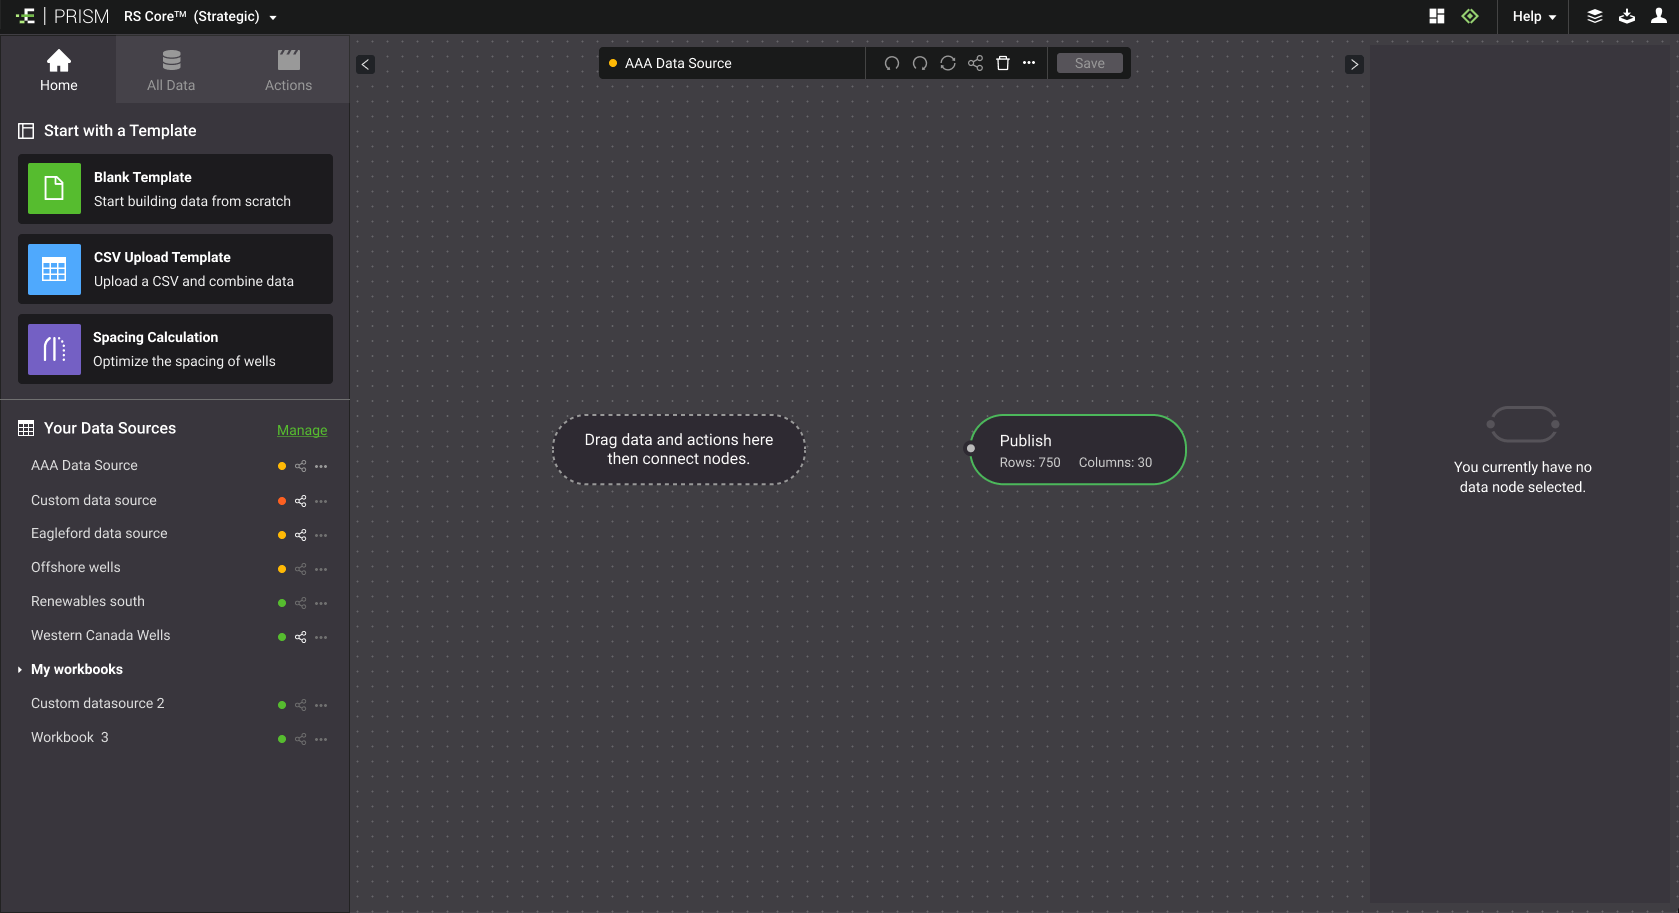 PRISM RS Core™ (Strategic)
Help
Home
All Data
Actions
AAA Data Source
Save
Start with a Template
Blank Template
Start building data from scratch
CSV Upload Template
Upload a CSV and combine data
Spacing Calculation
Optimize the spacing of wells
Your Data Sources
Manage
AAA Data Source
Custom data source
Eagleford data source
Offshore wells
Renewables south
Western Canada Wells
My workbooks
Custom datasource 2
Workbook 3
Drag data and actions here
then connect nodes.
Publish
Rows: 750 Columns: 30
You currently have no
data node selected.